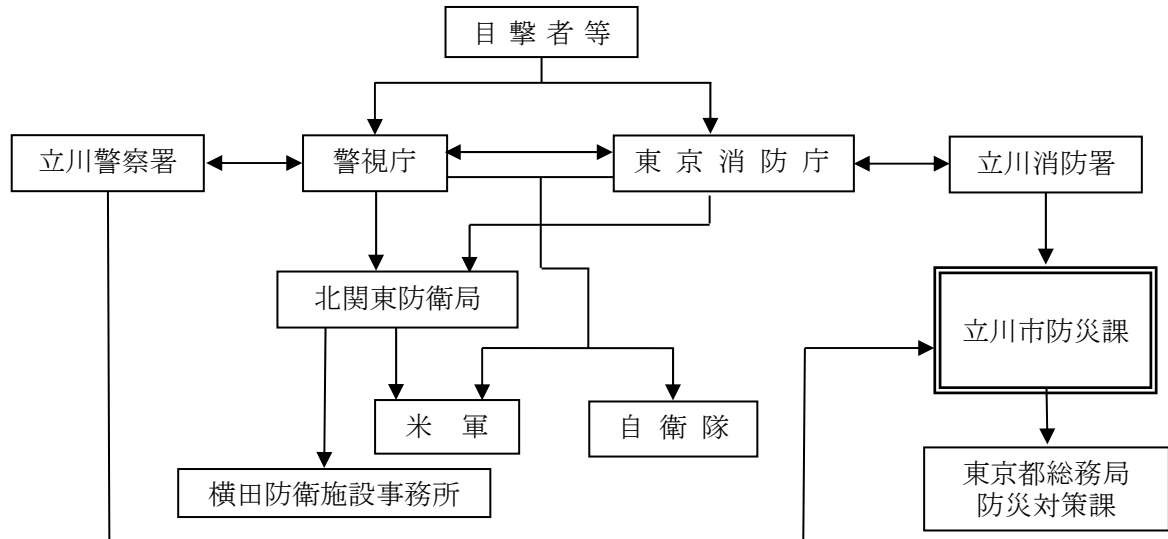 目撃者等
立川警察署
警視庁
東京消防庁
立川消防署
北関東防衛局
立川市防災課
米軍
自衛隊
東京都総務局
防災対策課
横田防衛施設事務所